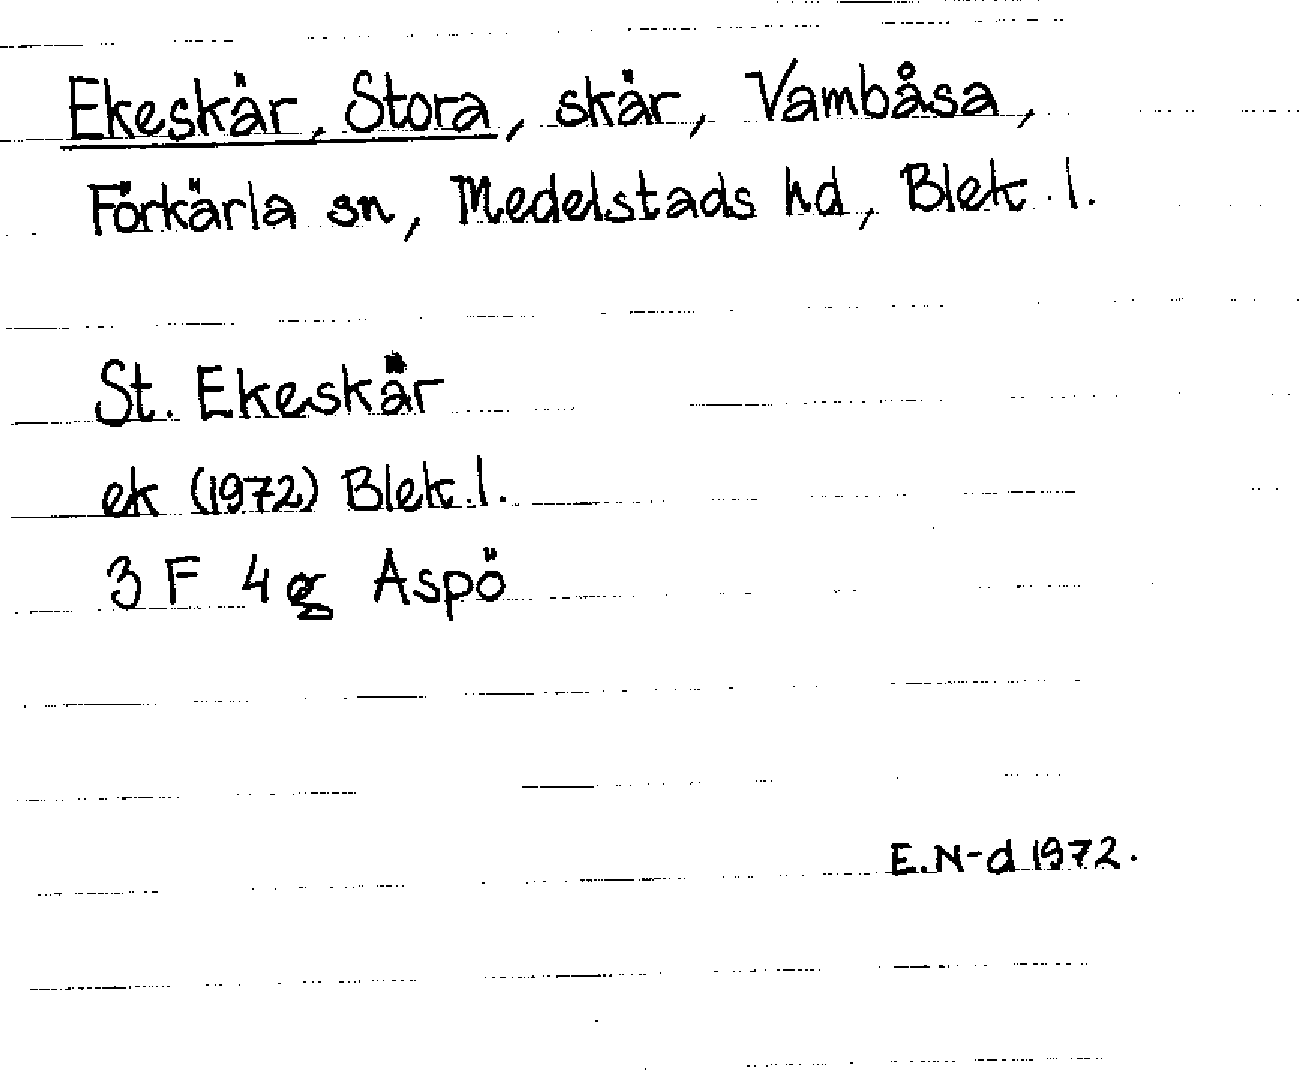 Ekeskär, Stora, skär, Vambåsa,
Förkärla sn, Medelstads hd, Blek. l.
St. Ekeskär
ek (1972) Blek. l.
3 F 4 g Aspö
E.N-d 1972.